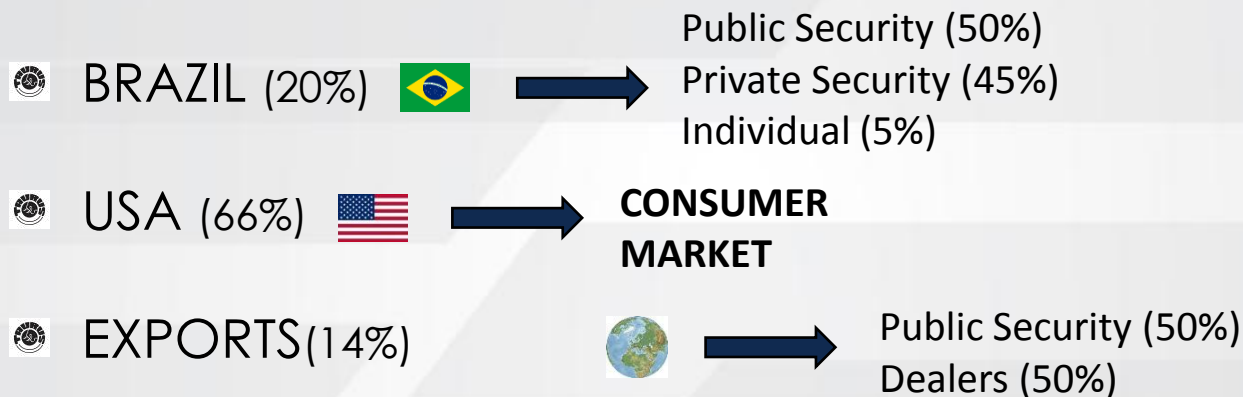 BRAZIL (20%)
Public Security (50%)
Private Security (45%)
Individual (5%)
USA (66%)
CONSUMER
MARKET
EXPORTS(14%)
Public Security (50%)
Dealers (50%)